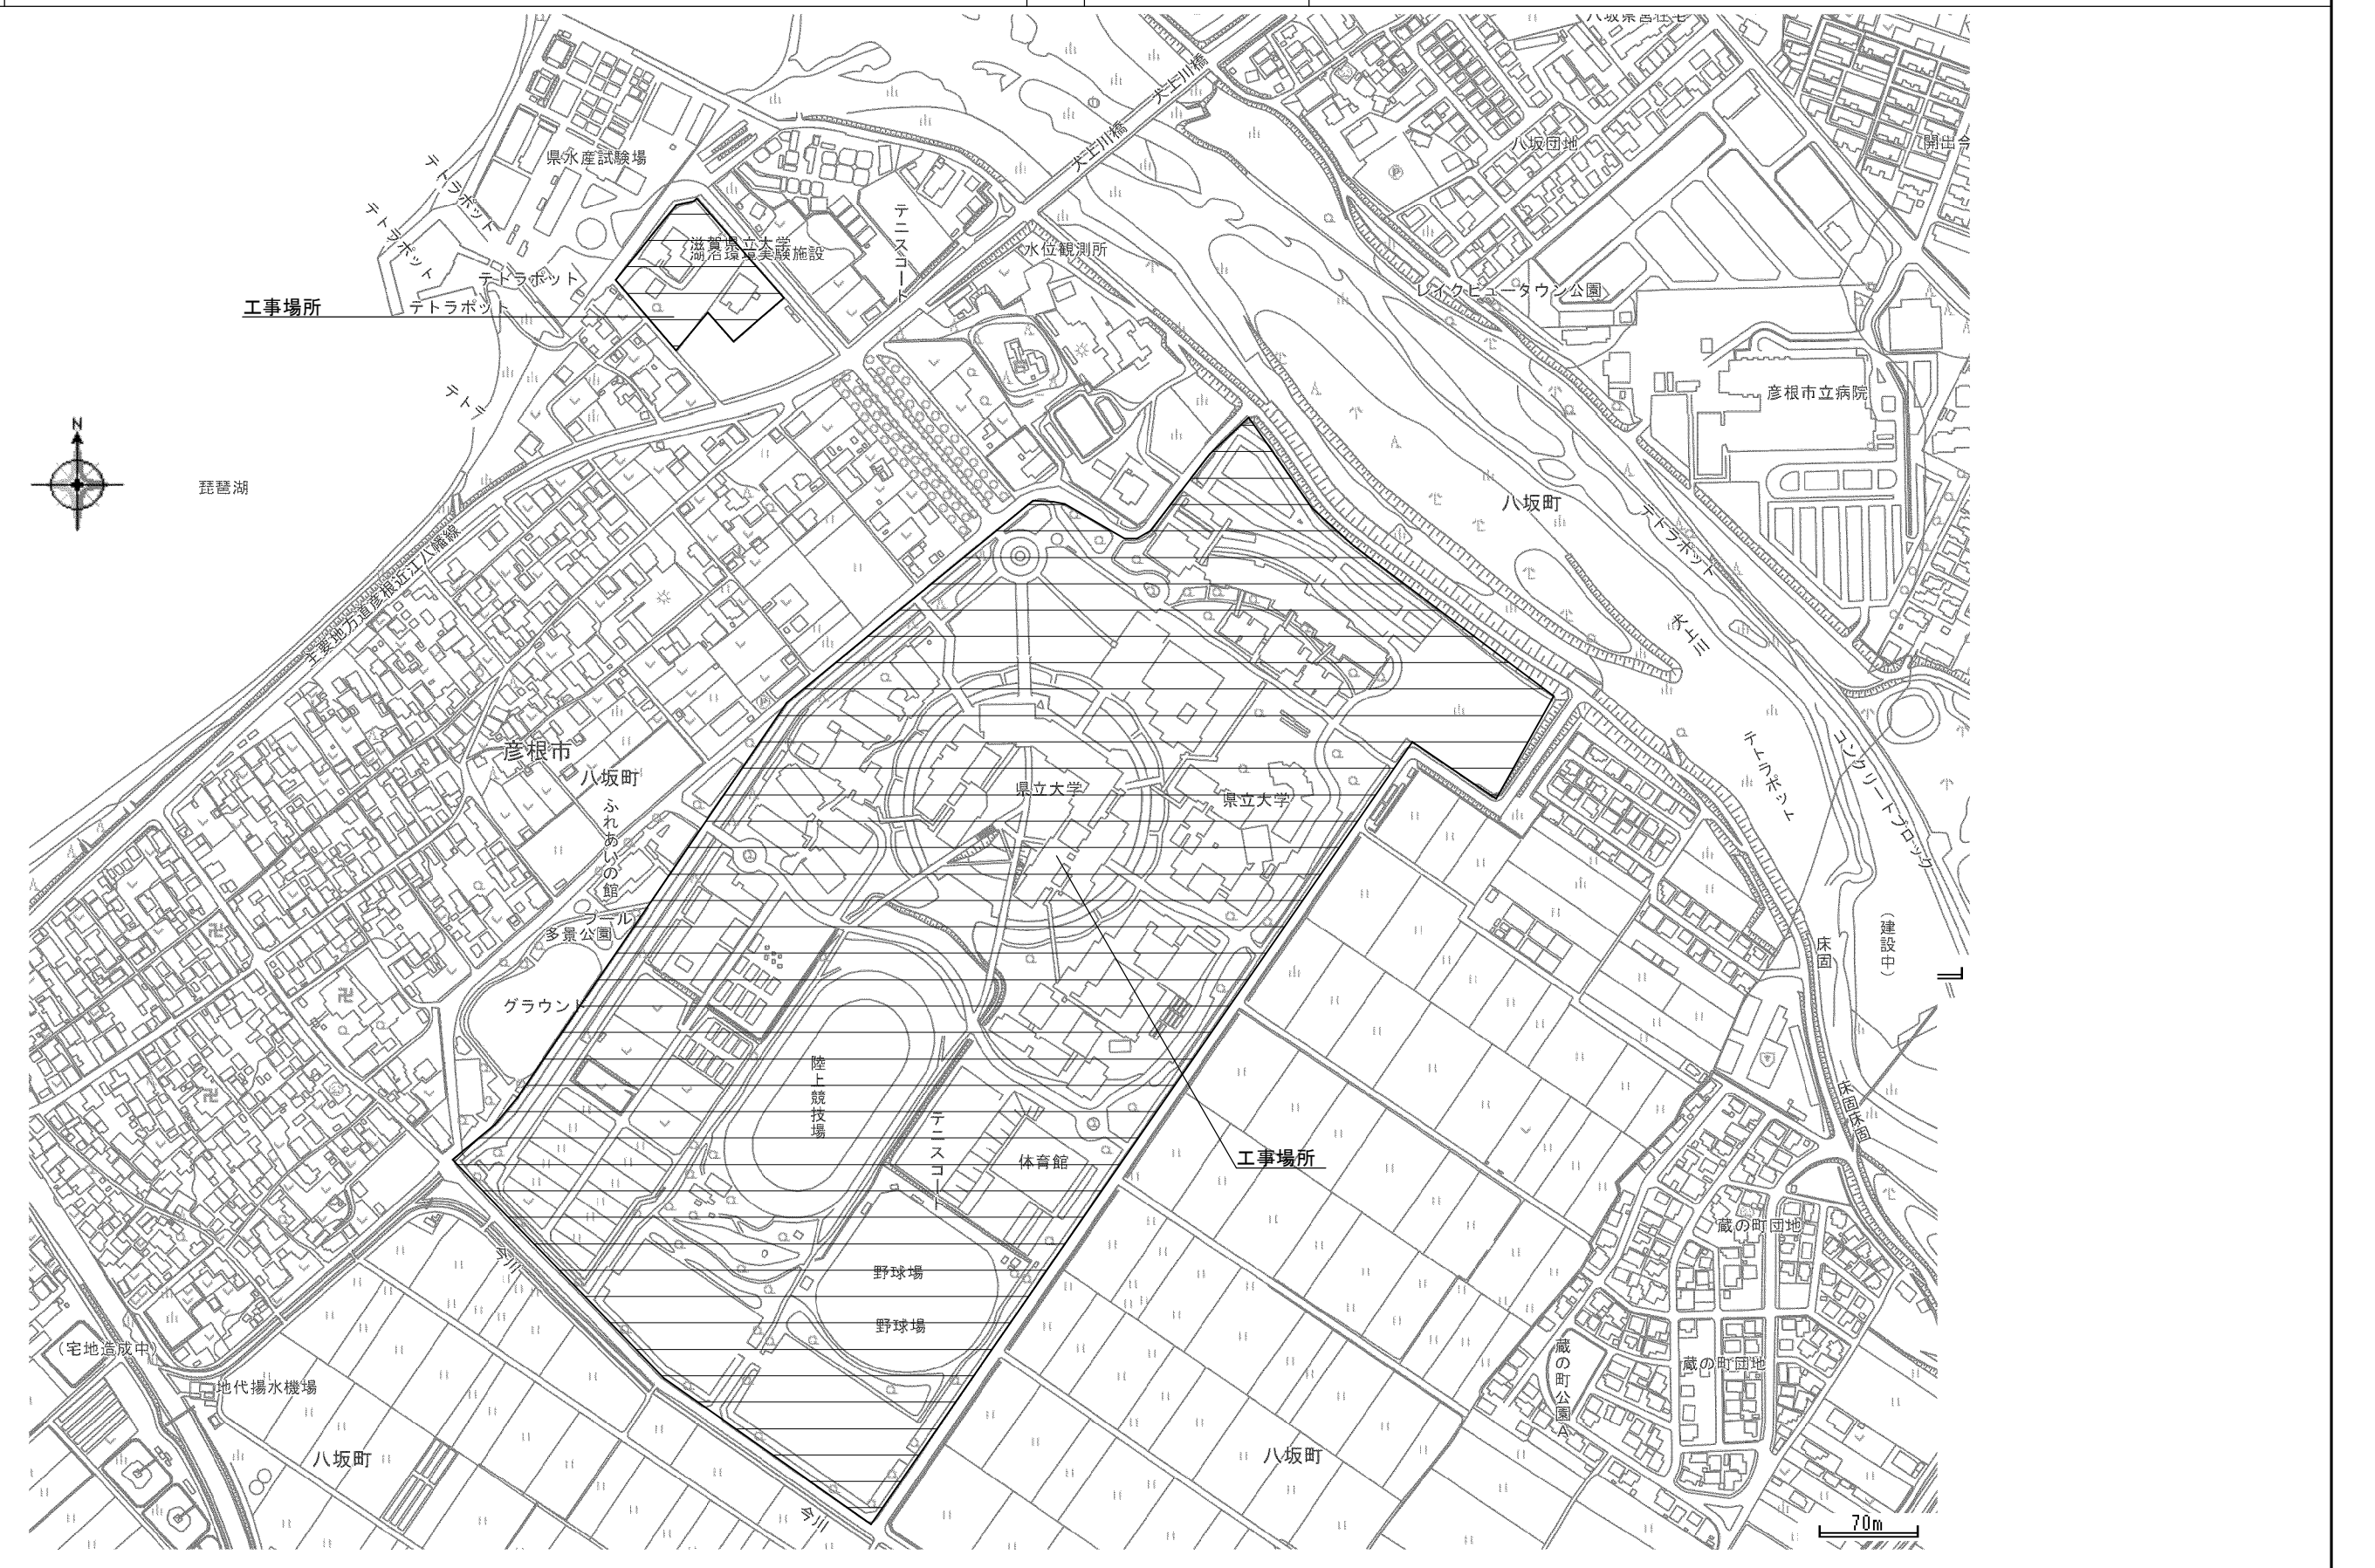 八坂県営住宅
犬上川橋
犬上川橋
八坂団地
開出今
県水産試験場
テトラポット
テトラポット
テニスコート
滋賀県立大学
湖沼環境実験施設
水位観測所
テトラポット
テトラポット
工事場所
レイクビュータウン公園
テトラ
彦根市立病院
N
琵琶湖
八坂町
テトラポット
主要地方道彦根近江八幡線
犬上川
彦根市
八坂町
テトラポット
コンクリートブロック
県立大学
県立大学
ふれあいの館
プール
多景公園
(建設中)
床固
グラウンド
陸上競技場
テニスコート
床固
床固
体育館
工事場所
蔵の町団地
野球場
野球場
(宅地造成中)
蔵の町公園A
蔵の町団地
地代揚水機場
八坂町
八坂町
今川
70m